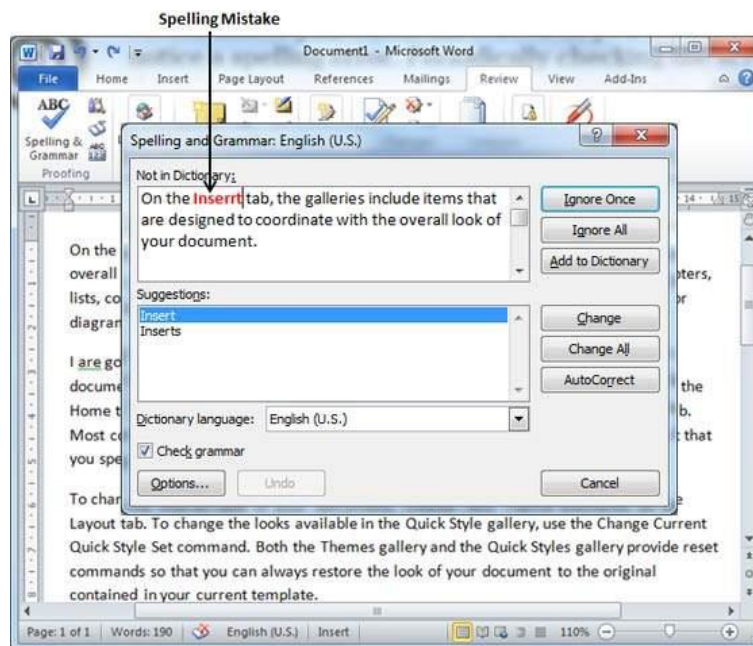 Spelling Mistake
Document1 - Microsoft Word
File Home Insert Page Layout References Mailings Review View Add-Ins
ABC
Spelling & Grammar
Proofing
Spelling and Grammar: English (U.S.)
Not in Dictionary:
On the Inserrt tab, the galleries include items that
are designed to coordinate with the overall look of
your document.
Ignore Once
Ignore All
Add to Dictionary
Suggestions:
Insert
Inserts
Change
Change All
AutoCorrect
Dictionary language: English (U.S.)
Check grammar
Options... Undo Cancel
On the
overall
lists, co
diagran
I are go
docume the
Home t b.
Most co t that
you spe
To char
Layout tab. To change the looks available in the Quick Style gallery, use the Change Current
Quick Style Set command. Both the Themes gallery and the Quick Styles gallery provide reset
commands so that you can always restore the look of your document to the original
contained in your current template.
Page: 1 of 1 Words: 190 English (U.S.) Insert 110%